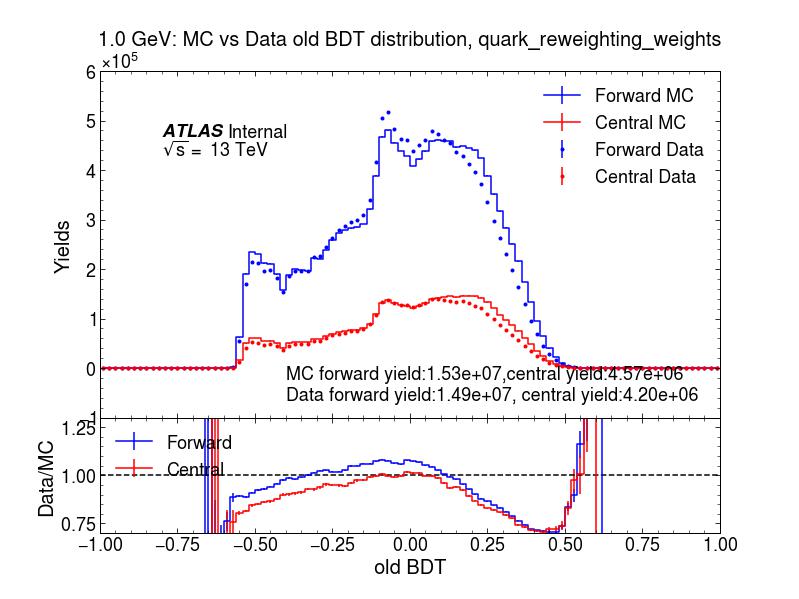 1.0 GeV: MC vs Data old BDT distribution, quark_reweighting_weights
×10⁵
6
5
4
3
2
1
0
−1
Yields
ATLAS Internal
√s = 13 TeV
Forward MC
Central MC
Forward Data
Central Data
MC forward yield:1.53e+07,central yield:4.57e+06
Data forward yield:1.49e+07, central yield:4.20e+06
1.25
1.00
0.75
Data/MC
Forward
Central
−1.00 −0.75 −0.50 −0.25 0.00 0.25 0.50 0.75 1.00
old BDT